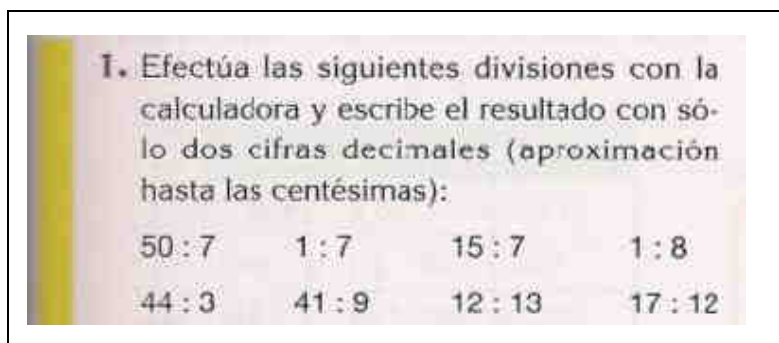 1. Efectúa las siguientes divisiones con la
calculadora y escribe el resultado con só-
lo dos cifras decimales (aproximación
hasta las centésimas):
50 : 7 1 : 7 15 : 7 1 : 8
44 : 3 41 : 9 12 : 13 17 : 12